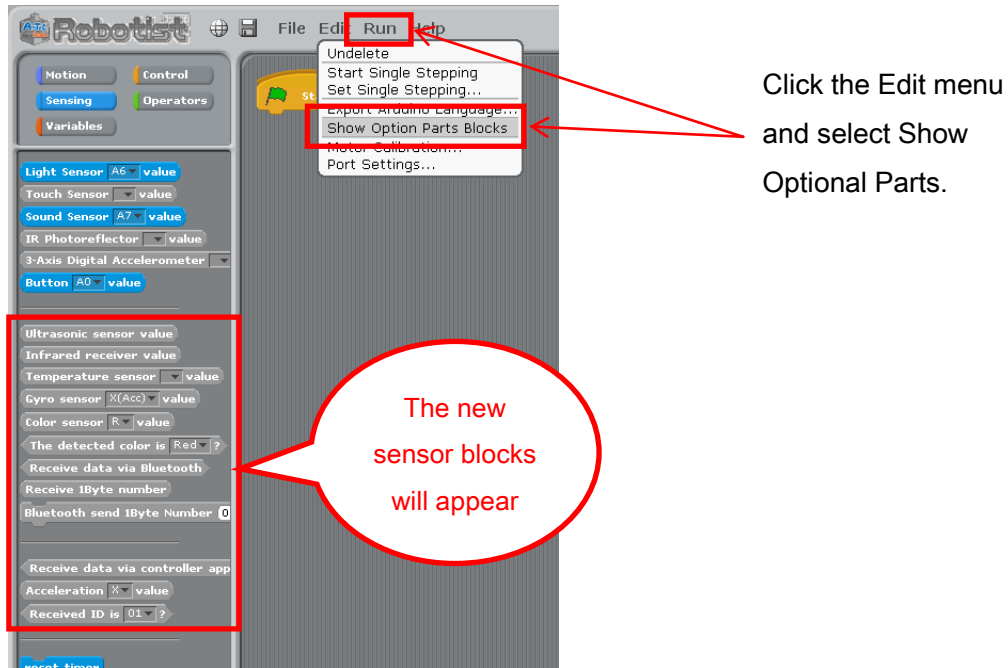 A-Tec Robotist File Edit Run Help
Undelete
Start Single Stepping
Set Single Stepping...
Export Arduino Language...
Show Option Parts Blocks
Motor Calibration...
Port Settings...
Click the Edit menu
and select Show
Optional Parts.
Motion Control
Sensing Operators
Variables
Light Sensor A6 value
Touch Sensor value
Sound Sensor A7 value
IR Photoreflector value
3-Axis Digital Accelerometer
Button A0 value
Ultrasonic sensor value
Infrared receiver value
Temperature sensor value
Gyro sensor X(Acc) value
Color sensor R value
The detected color is Red ?
Receive data via Bluetooth
Receive 1Byte number
Bluetooth send 1Byte Number 0
Receive data via controller app
Acceleration X value
Received ID is 01 ?
reset timer
The new
sensor blocks
will appear